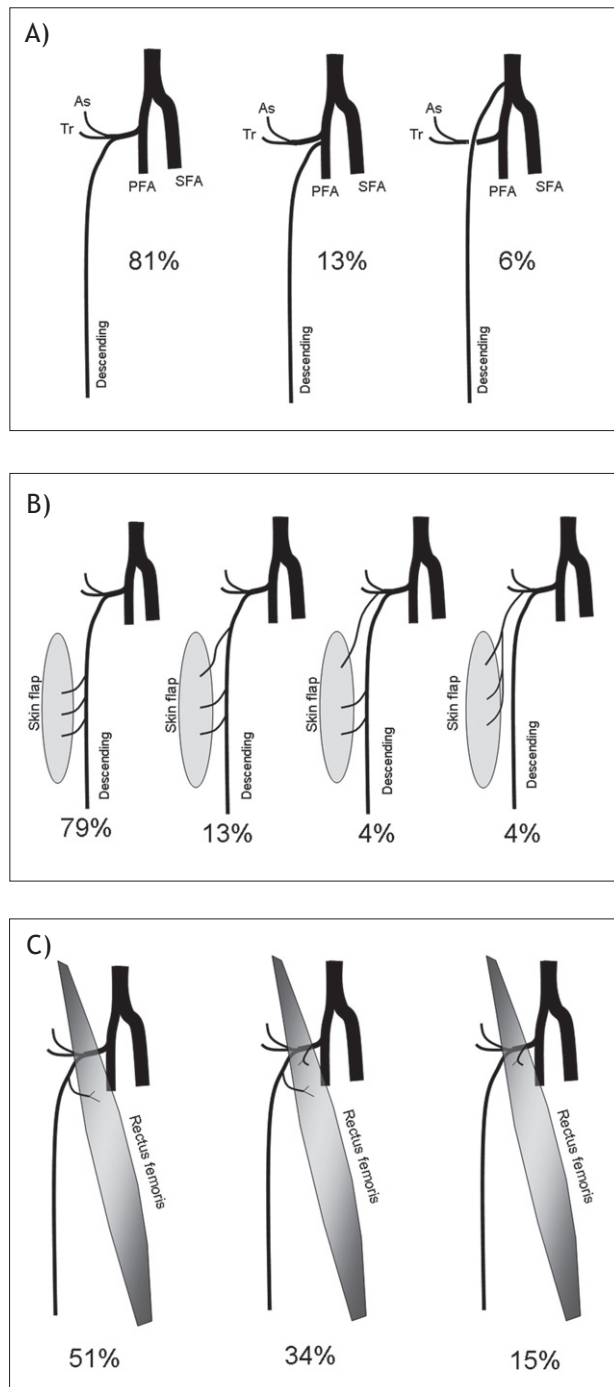 A)
As
Tr
PFA
SFA
81%
Descending
As
Tr
PFA
SFA
13%
Descending
As
Tr
PFA
SFA
6%
Descending
B)
Skin flap
Descending
79%
Skin flap
Descending
13%
Skin flap
Descending
4%
Skin flap
Descending
4%
C)
Rectus femoris
51%
Rectus femoris
34%
Rectus femoris
15%